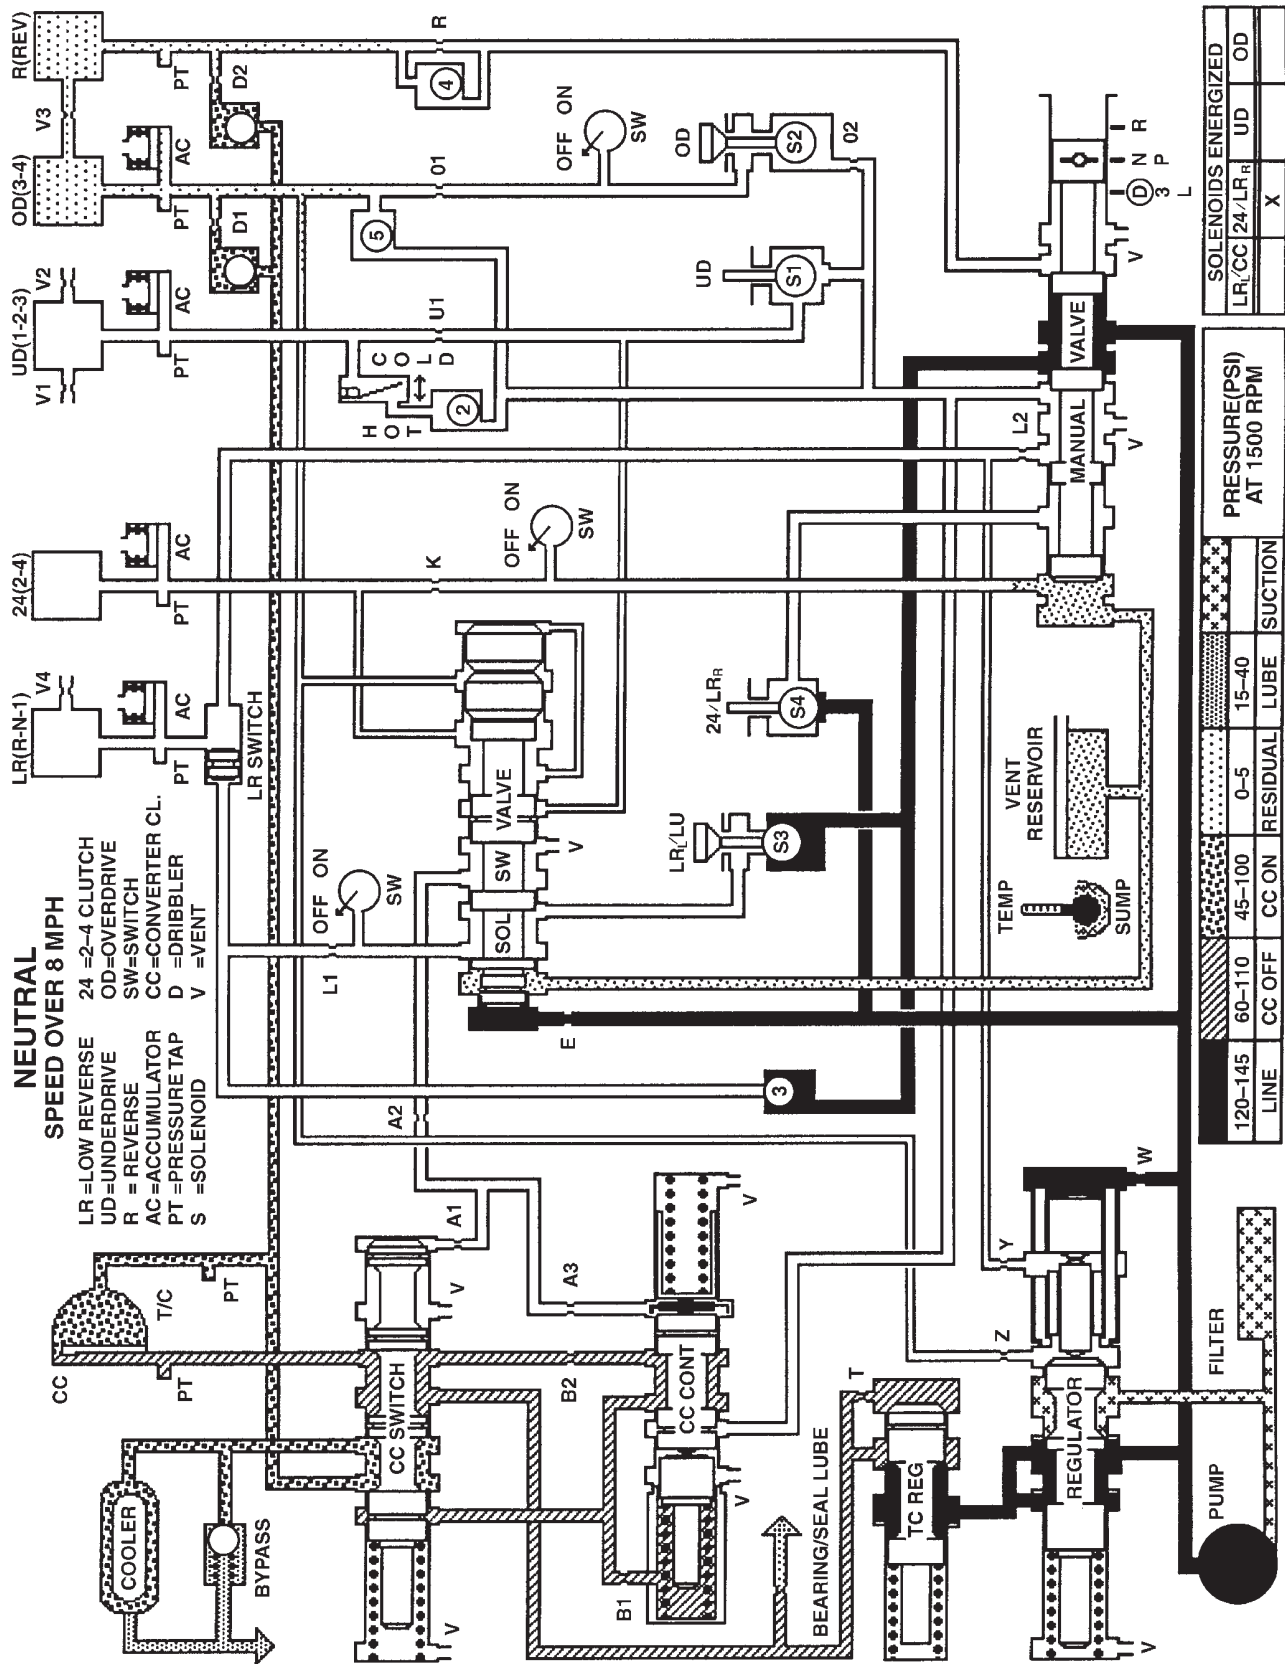 NEUTRAL
SPEED OVER 8 MPH
LR =LOW REVERSE
UD=UNDERDRIVE
R = REVERSE
AC=ACCUMULATOR
PT =PRESSURE TAP
S =SOLENOID
24 =2–4 CLUTCH
OD=OVERDRIVE
SW=SWITCH
CC=CONVERTER CL.
D =DRIBBLER
V =VENT
LR(R-N-1)
V4
24(2-4)
UD(1-2-3)
V1
V2
OD(3-4)
V3
R(REV)
PT
AC
PT
AC
PT
AC
PT
AC
PT
D1
D2
LR SWITCH
CC
T/C
PT
PT
COOLER
BYPASS
CC SWITCH
V
V
A1
A2
A3
B1
B2
CC CONT
V
V
L1
OFF ON
SW
SOL SW VALVE
V
E
K
OFF ON
SW
HOT
COLD
2
U1
5
O1
OFF ON
SW
4
R
LRL/LU
S3
24/LRR
S4
UD
S1
OD
S2
O2
3
L2
MANUAL VALVE
V
V
D N R
3 P
L
TEMP
SUMP
VENT
RESERVOIR
BEARING/SEAL LUBE
T
TC REG
Z
Y
W
REGULATOR
V
PUMP
FILTER
120–145 60–110 45–100 0–5 15–40
LINE CC OFF CC ON RESIDUAL LUBE SUCTION
PRESSURE(PSI)
AT 1500 RPM
SOLENOIDS ENERGIZED
LRL/CC 24/LRR UD OD
X